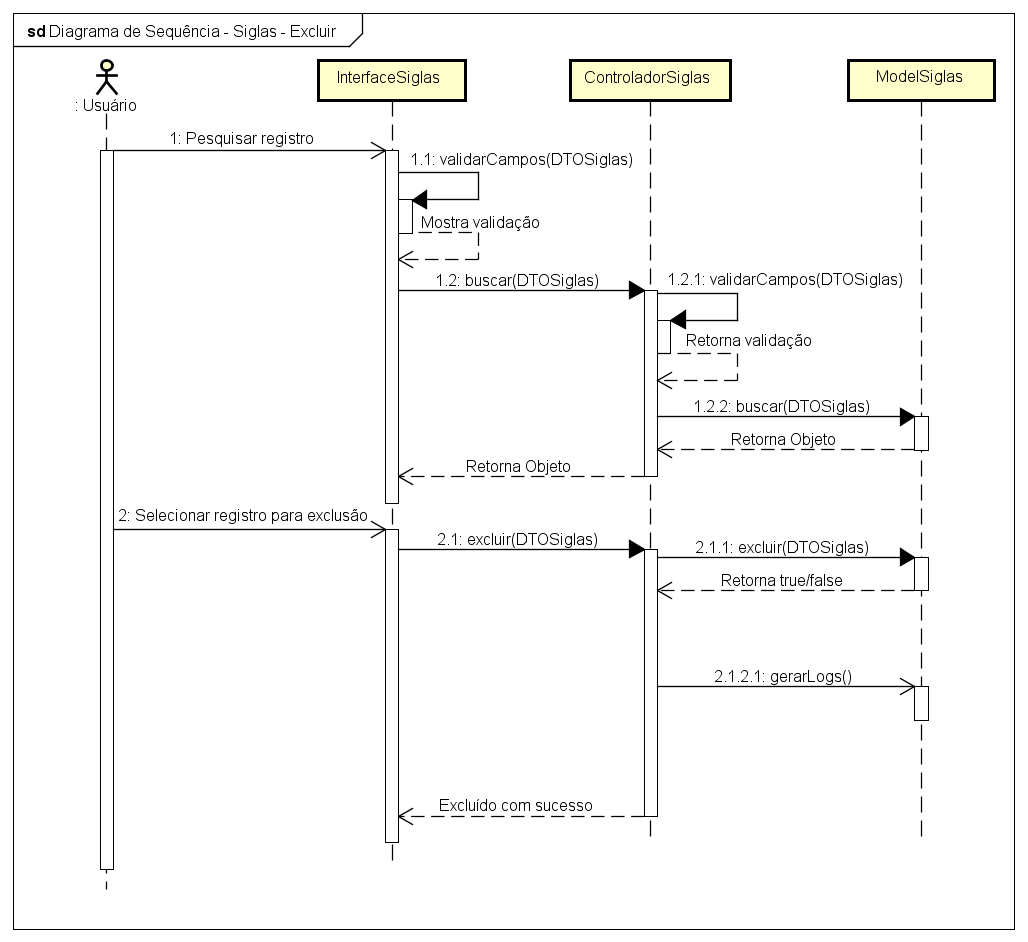 sd Diagrama de Sequência - Siglas - Excluir
: Usuário
InterfaceSiglas
ControladorSiglas
ModelSiglas
1: Pesquisar registro
1.1: validarCampos(DTOSiglas)
Mostra validação
1.2: buscar(DTOSiglas)
1.2.1: validarCampos(DTOSiglas)
Retorna validação
1.2.2: buscar(DTOSiglas)
Retorna Objeto
Retorna Objeto
2: Selecionar registro para exclusão
2.1: excluir(DTOSiglas)
2.1.1: excluir(DTOSiglas)
Retorna true/false
2.1.2.1: gerarLogs()
Excluído com sucesso